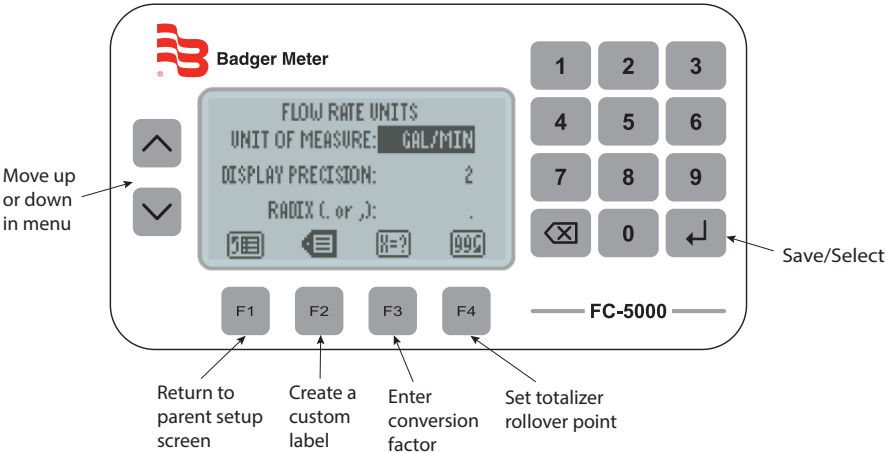 Badger Meter
®
FLOW RATE UNITS
UNIT OF MEASURE: GAL/MIN
DISPLAY PRECISION: 2
RADIX (. or ,): .
X=?
999
1 2 3
4 5 6
7 8 9
0
F1 F2 F3 F4
FC-5000
Move up
or down
in menu
Save/Select
Return to
parent setup
screen
Create a
custom
label
Enter
conversion
factor
Set totalizer
rollover point